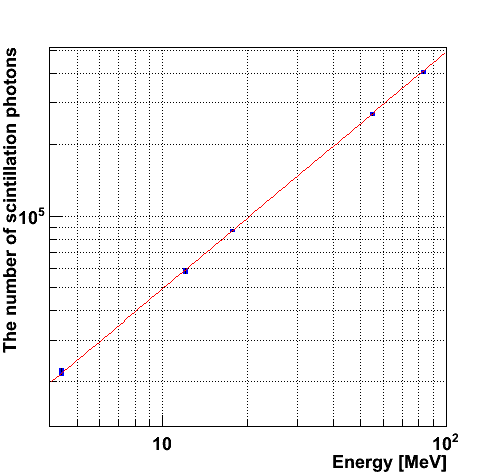 The number of scintillation photons
10^5
10
10^2
Energy [MeV]